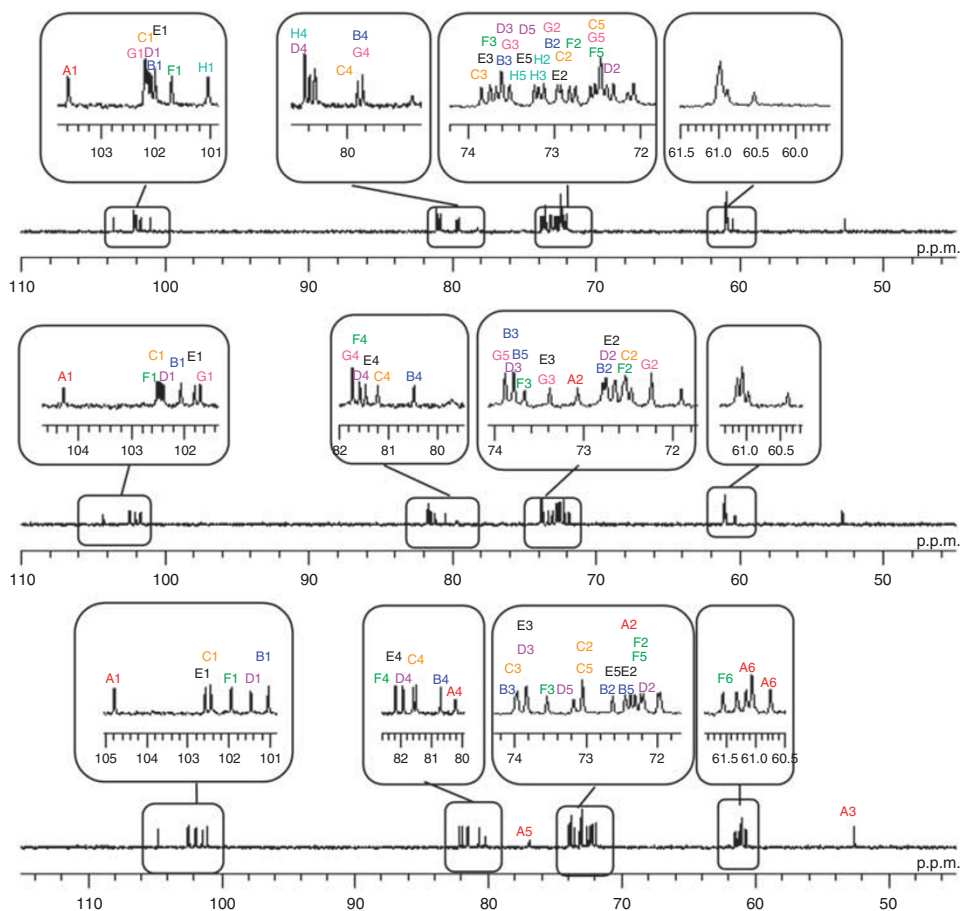 E1
C1
G1 D1
B1
A1 F1 H1
103 102 101
H4 B4
D4 G4
C4
80
D3 D5 G2 C5
F3 G3 B2 F2 G5
E3 B3 E5 H2 C2 F5
C3 H5 H3 E2 D2
74 73 72
61.5 61.0 60.5 60.0
p.p.m.
110 100 90 80 70 60 50
C1
B1 E1
A1 F1 D1 G1
104 103 102
F4
G4 E4
D4 C4 B4
82 81 80
B3 E2
G5 B5 E3 D2 C2
D3 F3 G3 A2 B2 F2 G2
74 73 72
61.0 60.5
p.p.m.
110 100 90 80 70 60 50
C1 B1
A1 E1 F1 D1
105 104 103 102 101
E4 C4
F4 D4 B4
A4
82 81 80
E3 A2
D3 C2 F2
C3 C5 F5
E5 E2
B3 F3 D5 B2 B5 D2
74 73 72
A6
F6 A6
61.5 61.0 60.5
A5 A3
p.p.m.
110 100 90 80 70 60 50